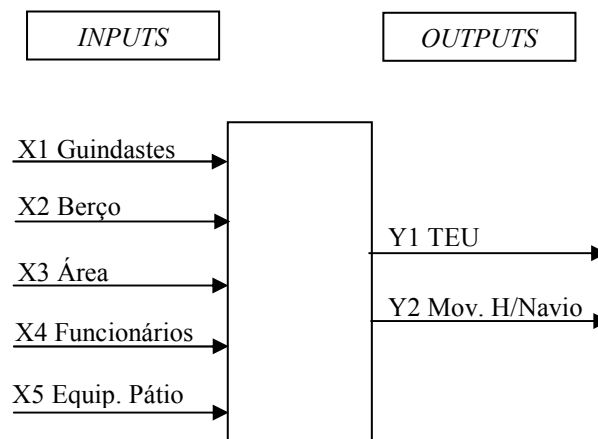 INPUTS
OUTPUTS
X1 Guindastes
X2 Berço
X3 Área
X4 Funcionários
X5 Equip. Pátio
Y1 TEU
Y2 Mov. H/Navio